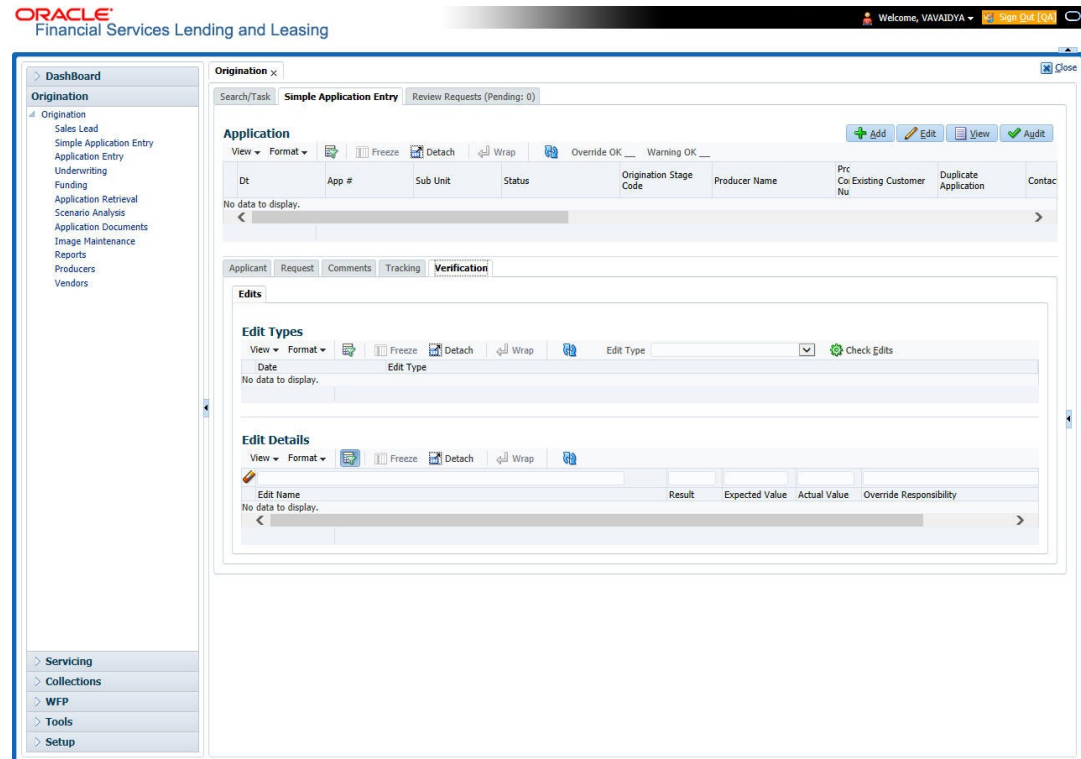 ORACLE
Financial Services Lending and Leasing
Welcome, VAVAIDYA
Sign Out [QA]
Close
DashBoard
Origination
Origination
Sales Lead
Simple Application Entry
Application Entry
Underwriting
Funding
Application Retrieval
Scenario Analysis
Application Documents
Image Maintenance
Reports
Producers
Vendors
Servicing
Collections
WFP
Tools
Setup
Origination x
Search/Task Simple Application Entry Review Requests (Pending: 0)
Application Add Edit View Audit
View Format Freeze Detach Wrap Override OK __ Warning OK __
Dt App # Sub Unit Status Origination Stage Code Producer Name Pro Co Nu Existing Customer Duplicate Application Contac
No data to display.
Applicant Request Comments Tracking Verification
Edits
Edit Types
View Format Freeze Detach Wrap Edit Type Check Edits
Date Edit Type
No data to display.
Edit Details
View Format Freeze Detach Wrap
Edit Name Result Expected Value Actual Value Override Responsibility
No data to display.